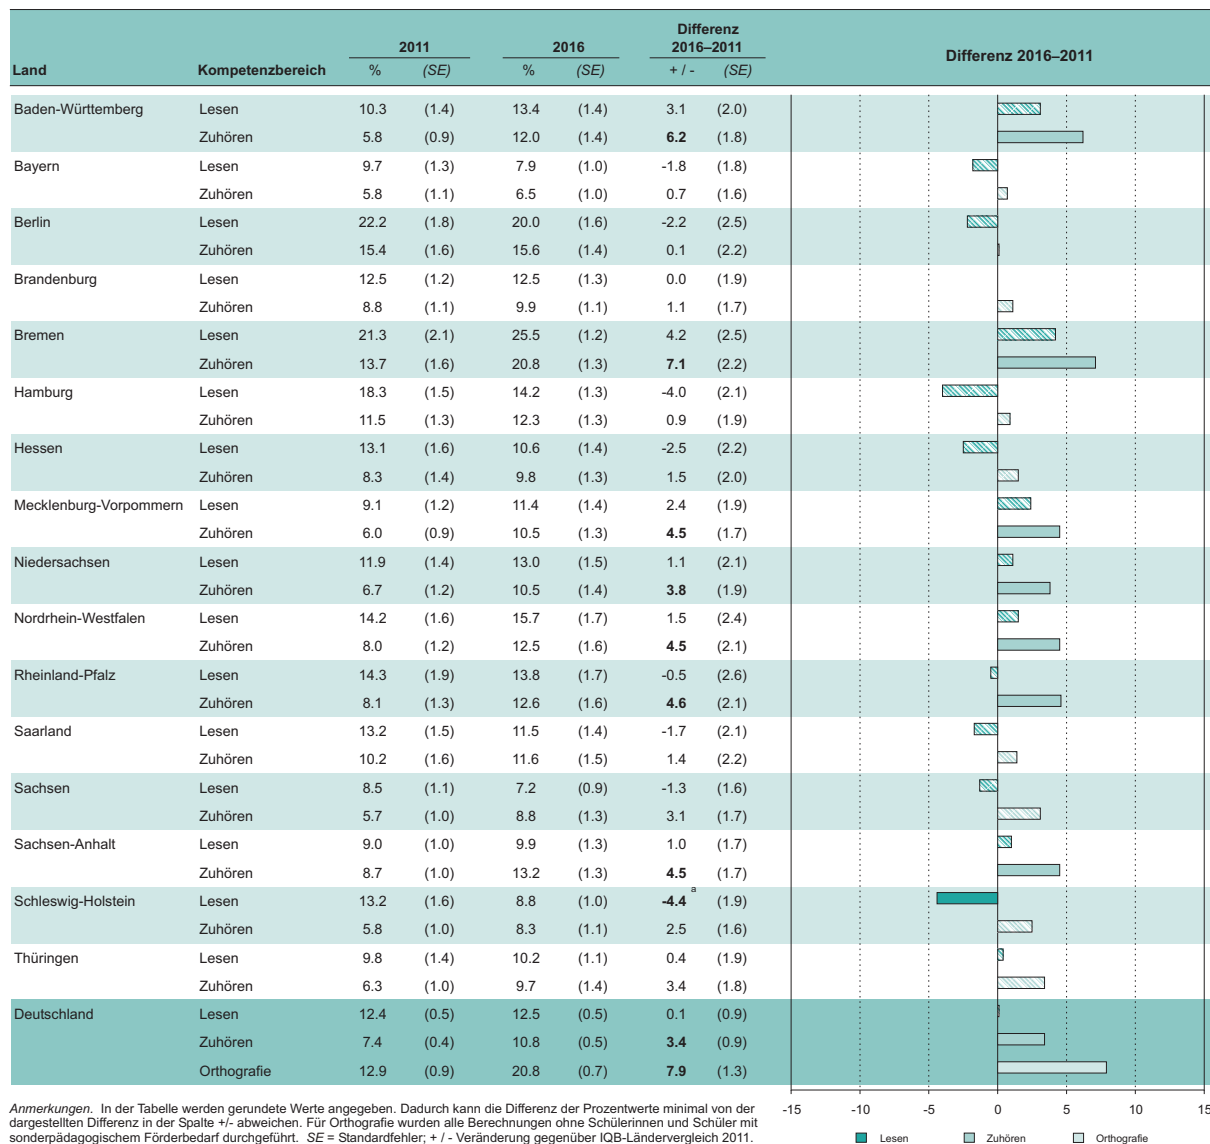 Differenz
2011 2016 2016–2011 Differenz 2016–2011
Land Kompetenzbereich % (SE) % (SE) + / - (SE)
Baden-Württemberg Lesen 10.3 (1.4) 13.4 (1.4) 3.1 (2.0)
Zuhören 5.8 (0.9) 12.0 (1.4) 6.2 (1.8)
Bayern Lesen 9.7 (1.3) 7.9 (1.0) -1.8 (1.8)
Zuhören 5.8 (1.1) 6.5 (1.0) 0.7 (1.6)
Berlin Lesen 22.2 (1.8) 20.0 (1.6) -2.2 (2.5)
Zuhören 15.4 (1.6) 15.6 (1.4) 0.1 (2.2)
Brandenburg Lesen 12.5 (1.2) 12.5 (1.3) 0.0 (1.9)
Zuhören 8.8 (1.1) 9.9 (1.1) 1.1 (1.7)
Bremen Lesen 21.3 (2.1) 25.5 (1.2) 4.2 (2.5)
Zuhören 13.7 (1.6) 20.8 (1.3) 7.1 (2.2)
Hamburg Lesen 18.3 (1.5) 14.2 (1.3) -4.0 (2.1)
Zuhören 11.5 (1.3) 12.3 (1.3) 0.9 (1.9)
Hessen Lesen 13.1 (1.6) 10.6 (1.4) -2.5 (2.2)
Zuhören 8.3 (1.4) 9.8 (1.3) 1.5 (2.0)
Mecklenburg-Vorpommern Lesen 9.1 (1.2) 11.4 (1.4) 2.4 (1.9)
Zuhören 6.0 (0.9) 10.5 (1.3) 4.5 (1.7)
Niedersachsen Lesen 11.9 (1.4) 13.0 (1.5) 1.1 (2.1)
Zuhören 6.7 (1.2) 10.5 (1.4) 3.8 (1.9)
Nordrhein-Westfalen Lesen 14.2 (1.6) 15.7 (1.7) 1.5 (2.4)
Zuhören 8.0 (1.2) 12.5 (1.6) 4.5 (2.1)
Rheinland-Pfalz Lesen 14.3 (1.9) 13.8 (1.7) -0.5 (2.6)
Zuhören 8.1 (1.3) 12.6 (1.6) 4.6 (2.1)
Saarland Lesen 13.2 (1.5) 11.5 (1.4) -1.7 (2.1)
Zuhören 10.2 (1.6) 11.6 (1.5) 1.4 (2.2)
Sachsen Lesen 8.5 (1.1) 7.2 (0.9) -1.3 (1.6)
Zuhören 5.7 (1.0) 8.8 (1.3) 3.1 (1.7)
Sachsen-Anhalt Lesen 9.0 (1.0) 9.9 (1.3) 1.0 (1.7)
Zuhören 8.7 (1.0) 13.2 (1.3) 4.5 (1.7)
Schleswig-Holstein Lesen 13.2 (1.6) 8.8 (1.0) -4.4 a (1.9)
Zuhören 5.8 (1.0) 8.3 (1.1) 2.5 (1.6)
Thüringen Lesen 9.8 (1.4) 10.2 (1.1) 0.4 (1.9)
Zuhören 6.3 (1.0) 9.7 (1.4) 3.4 (1.8)
Deutschland Lesen 12.4 (0.5) 12.5 (0.5) 0.1 (0.9)
Zuhören 7.4 (0.4) 10.8 (0.5) 3.4 (0.9)
Orthografie 12.9 (0.9) 20.8 (0.7) 7.9 (1.3)
-15 -10 -5 0 5 10 15
Anmerkungen. In der Tabelle werden gerundete Werte angegeben. Dadurch kann die Differenz der Prozentwerte minimal von der
dargestellten Differenz in der Spalte +/- abweichen. Für Orthografie wurden alle Berechnungen ohne Schülerinnen und Schüler mit
sonderpädagogischem Förderbedarf durchgeführt. SE = Standardfehler; + / - Veränderung gegenüber IQB-Ländervergleich 2011.
Lesen Zuhören Orthografie